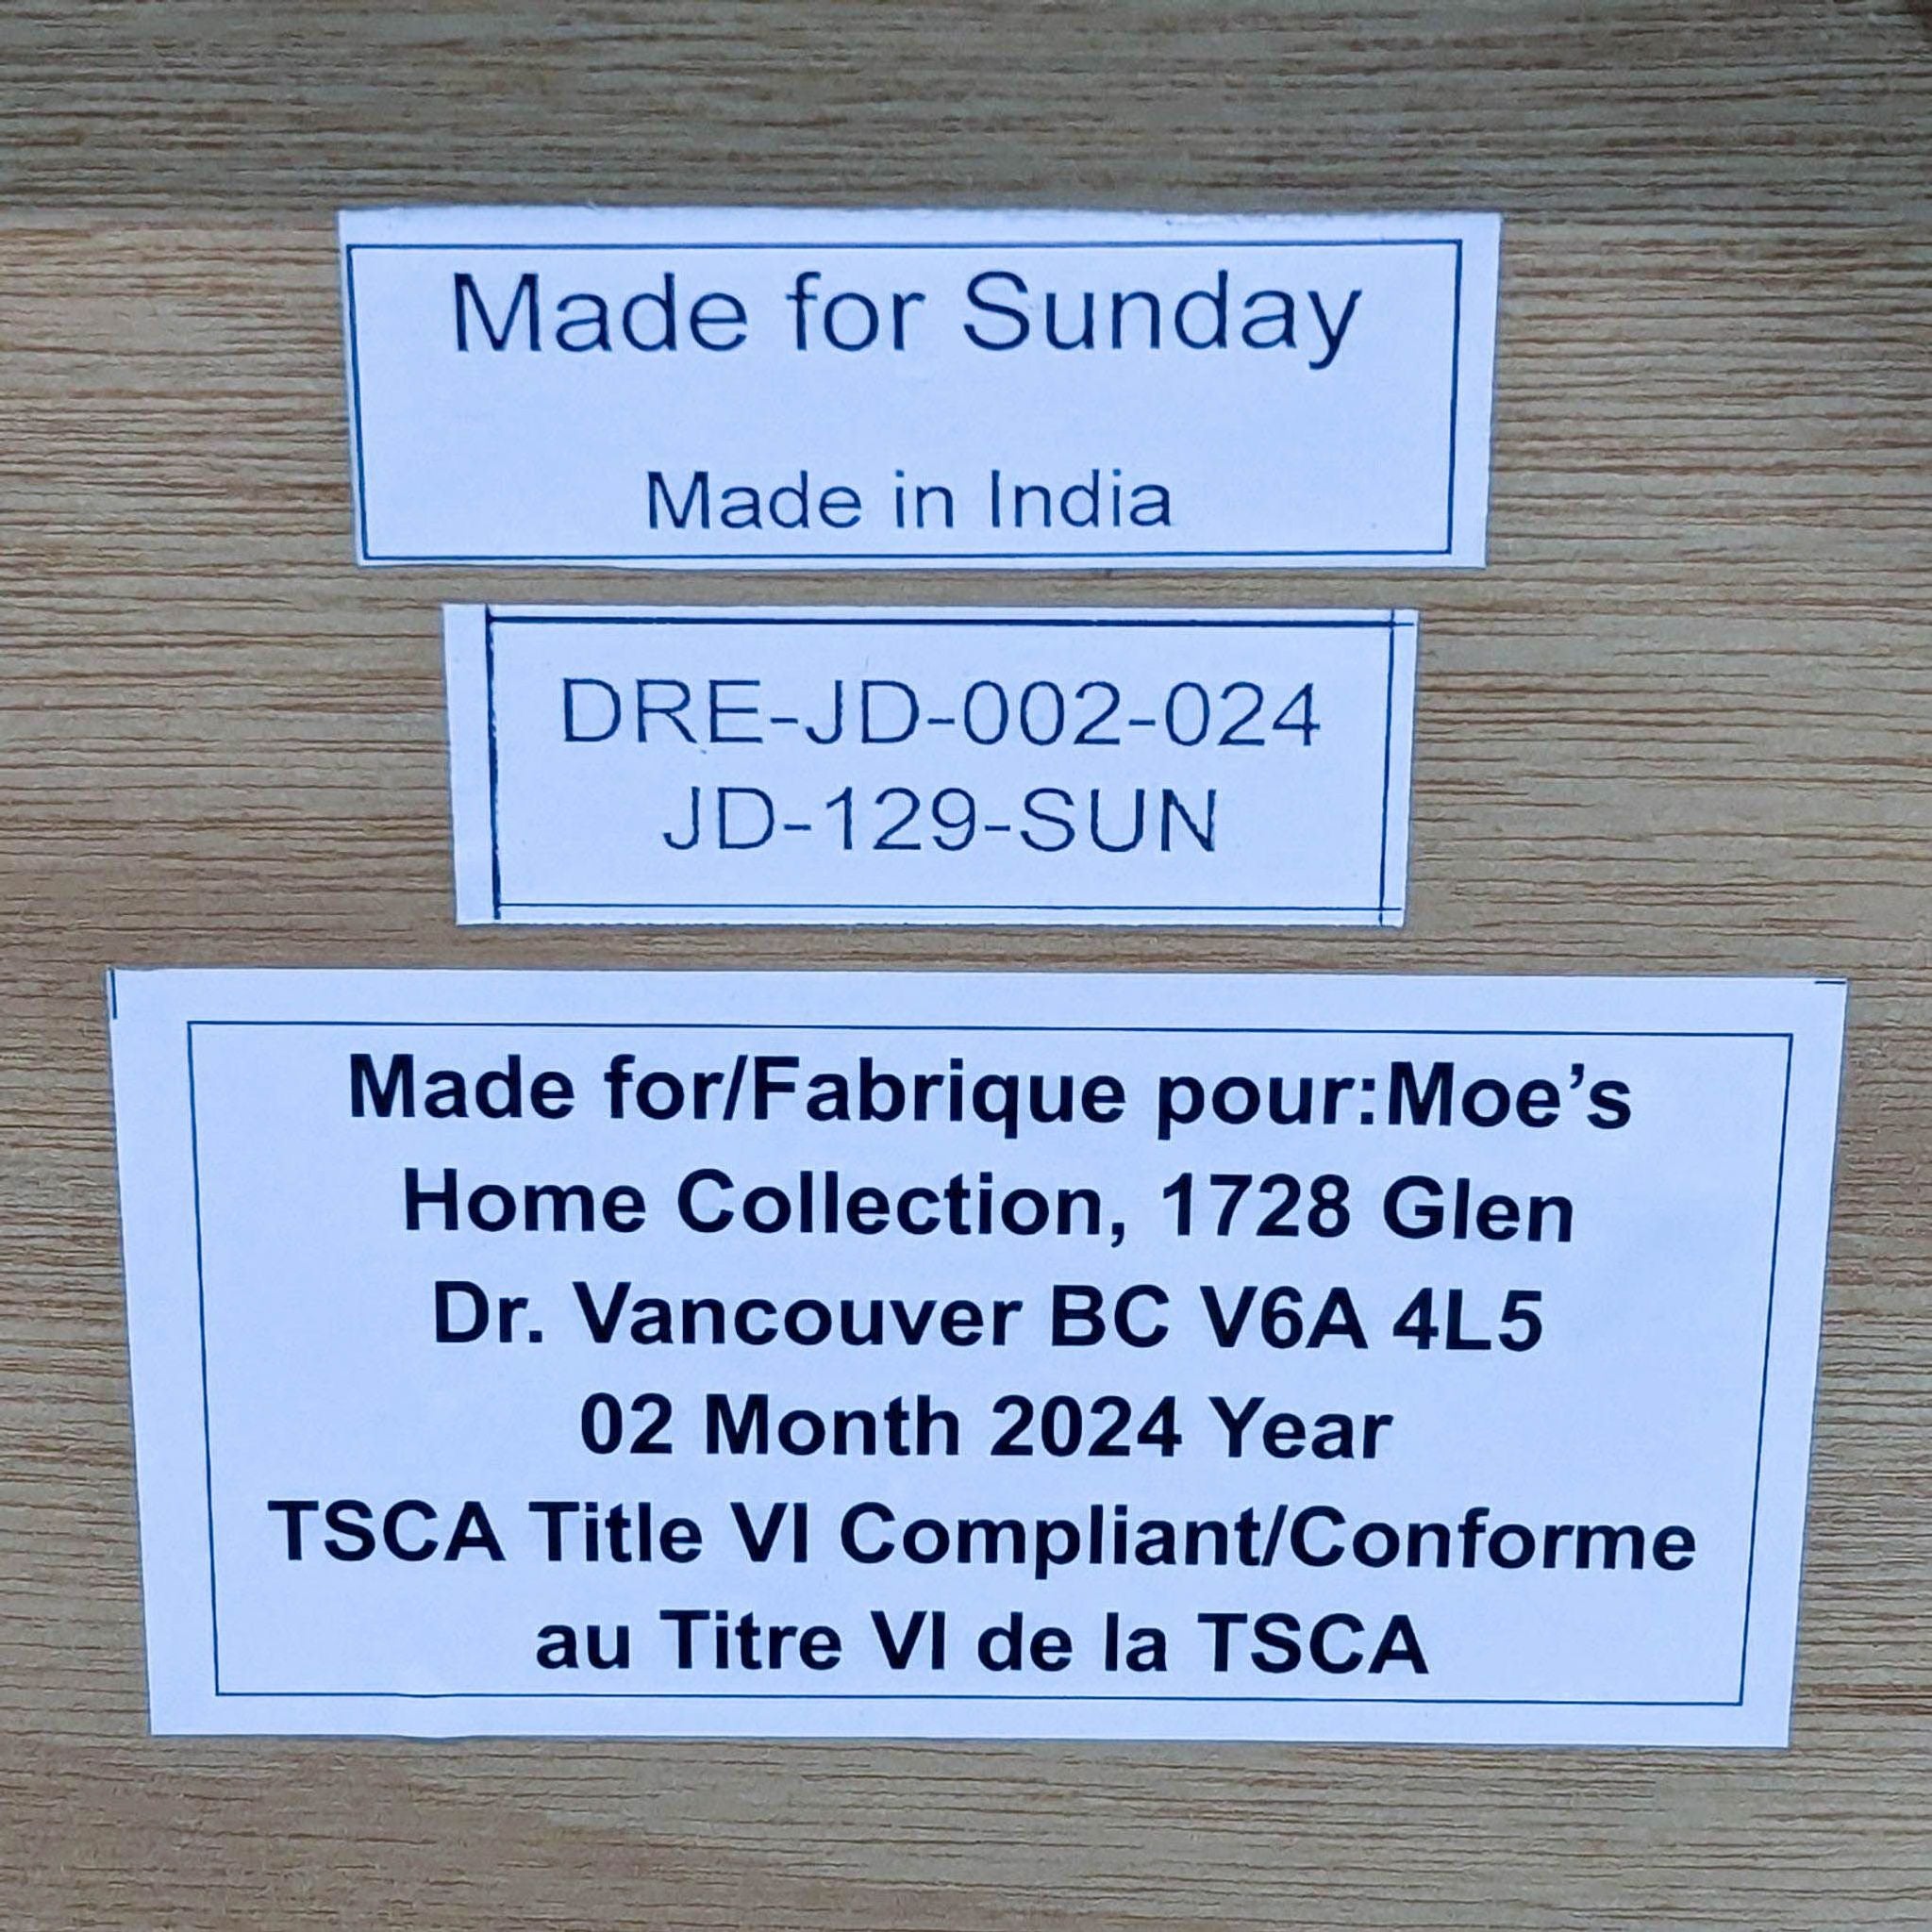 Made for Sunday
Made in India
DRE-JD-002-024
JD-129-SUN
Made for/Fabrique pour:Moe’s
Home Collection, 1728 Glen
Dr. Vancouver BC V6A 4L5
02 Month 2024 Year
TSCA Title VI Compliant/Conforme
au Titre VI de la TSCA